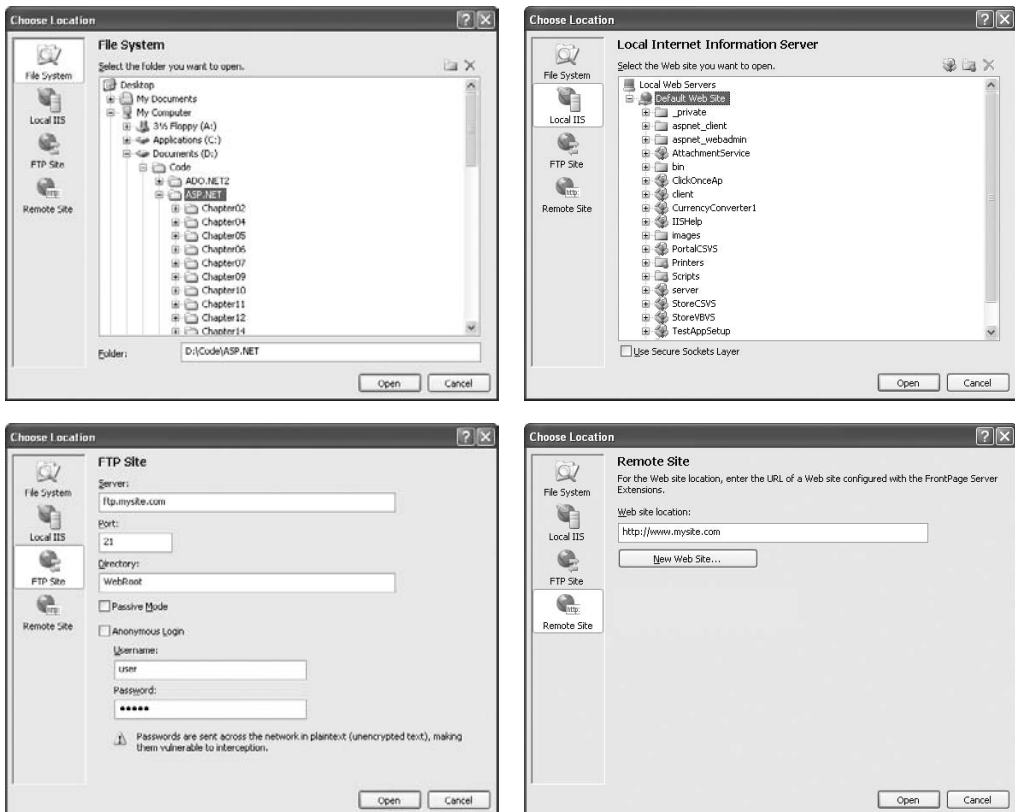 Choose Location
File System
Local IIS
FTP Site
Remote Site
File System
Select the folder you want to open.
Desktop
My Documents
My Computer
3½ Floppy (A:)
Applications (C:)
Documents (D:)
Code
ADO.NET2
ASP.NET
Chapter02
Chapter04
Chapter05
Chapter06
Chapter07
Chapter09
Chapter10
Chapter11
Chapter12
Chapter14
Folder:
D:\Code\ASP.NET
Open
Cancel
Choose Location
File System
Local IIS
FTP Site
Remote Site
Local Internet Information Server
Select the Web site you want to open.
Local Web Servers
Default Web Site
_private
aspnet_client
aspnet_webadmin
AttachmentService
bin
ClickOnceAp
client
CurrencyConverter1
IISHelp
images
PortalCSVS
Printers
Scripts
server
StoreCSVS
StoreVBVS
TestAppSetup
Use Secure Sockets Layer
Open
Cancel
Choose Location
File System
Local IIS
FTP Site
Remote Site
FTP Site
Server:
ftp.mysite.com
Port:
21
Directory:
WebRoot
Passive Mode
Anonymous Login
Username:
user
Password:
•••••
Passwords are sent across the network in plaintext (unencrypted text), making
them vulnerable to interception.
Open
Cancel
Choose Location
File System
Local IIS
FTP Site
Remote Site
Remote Site
For the Web site location, enter the URL of a Web site configured with the FrontPage Server
Extensions.
Web site location:
http://www.mysite.com
New Web Site...
Open
Cancel